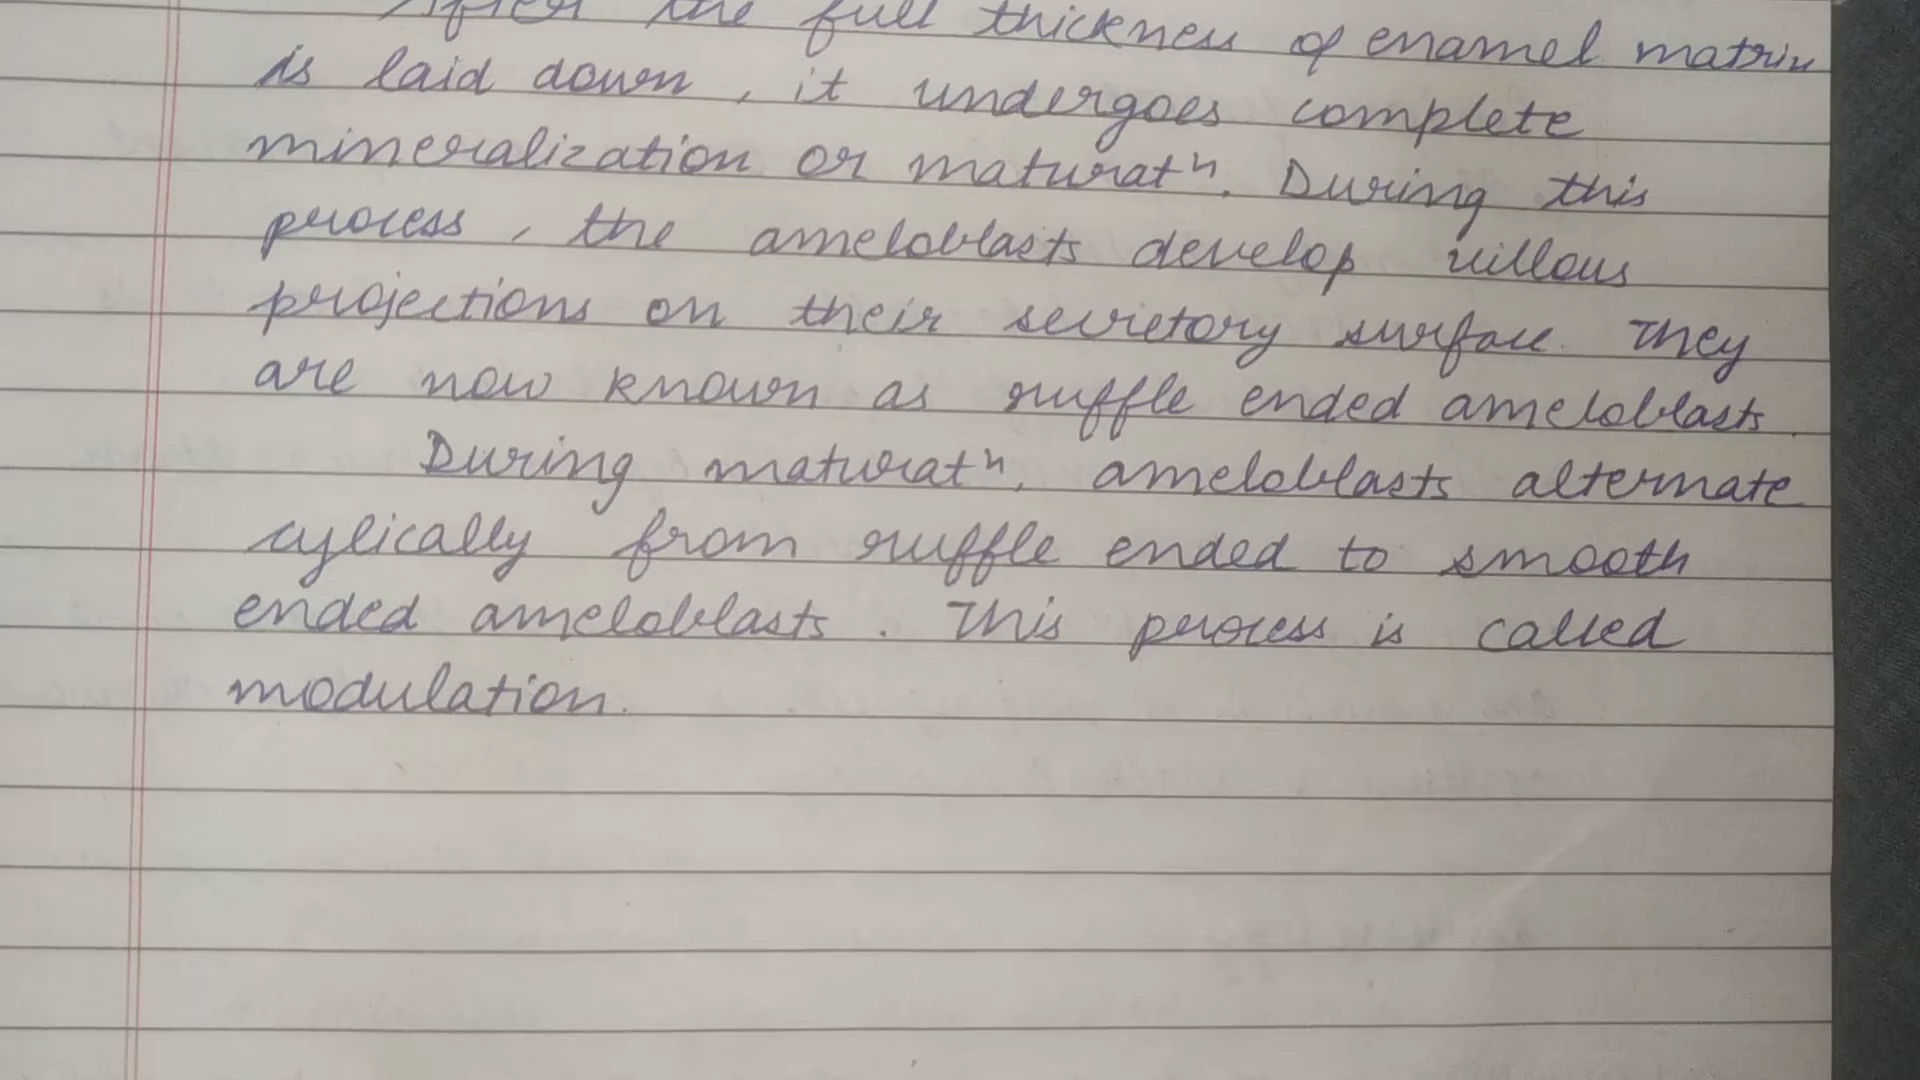 After the full thickness of enamel matrix
is laid down, it undergoes complete
mineralization or maturatⁿ. During this
process, the ameloblasts develop villous
projections on their secretory surface. They
are now known as ruffle ended ameloblasts.
During maturatⁿ, ameloblasts alternate
cylically from ruffle ended to smooth
ended ameloblasts. This process is called
modulation.